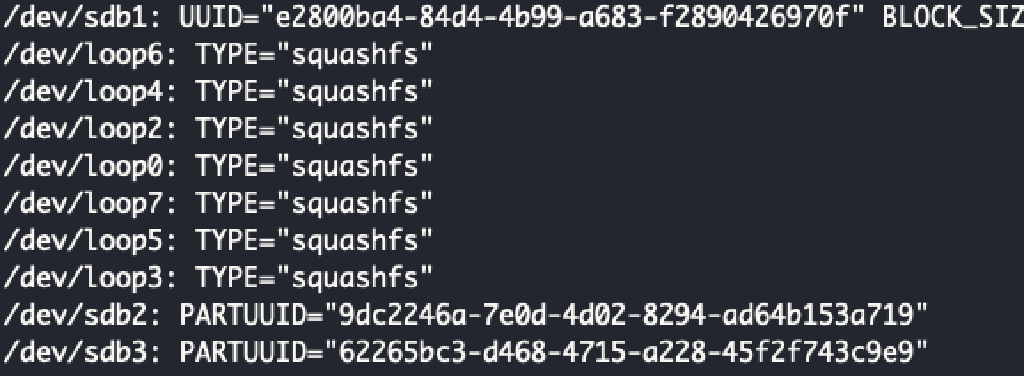 /dev/sdb1: UUID="e2800ba4-84d4-4b99-a683-f2890426970f" BLOCK_SIZ
/dev/loop6: TYPE="squashfs"
/dev/loop4: TYPE="squashfs"
/dev/loop2: TYPE="squashfs"
/dev/loop0: TYPE="squashfs"
/dev/loop7: TYPE="squashfs"
/dev/loop5: TYPE="squashfs"
/dev/loop3: TYPE="squashfs"
/dev/sdb2: PARTUUID="9dc2246a-7e0d-4d02-8294-ad64b153a719"
/dev/sdb3: PARTUUID="62265bc3-d468-4715-a228-45f2f743c9e9"